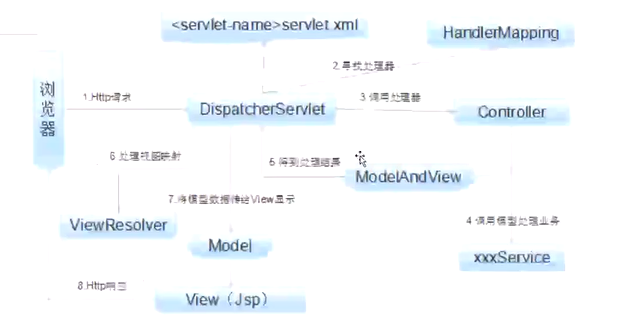 <servlet-name>servlet xml
HandlerMapping
2.寻找处理器
浏览器
1.Http请求
DispatcherServlet
3 调用处理器
Controller
6 处理视图映射
5 得到处理结果
ModelAndView
7.将模型数据传给View显示
ViewResolver
Model
4 调用模型处理业务
xxxService
8.Http响应
View（Jsp）